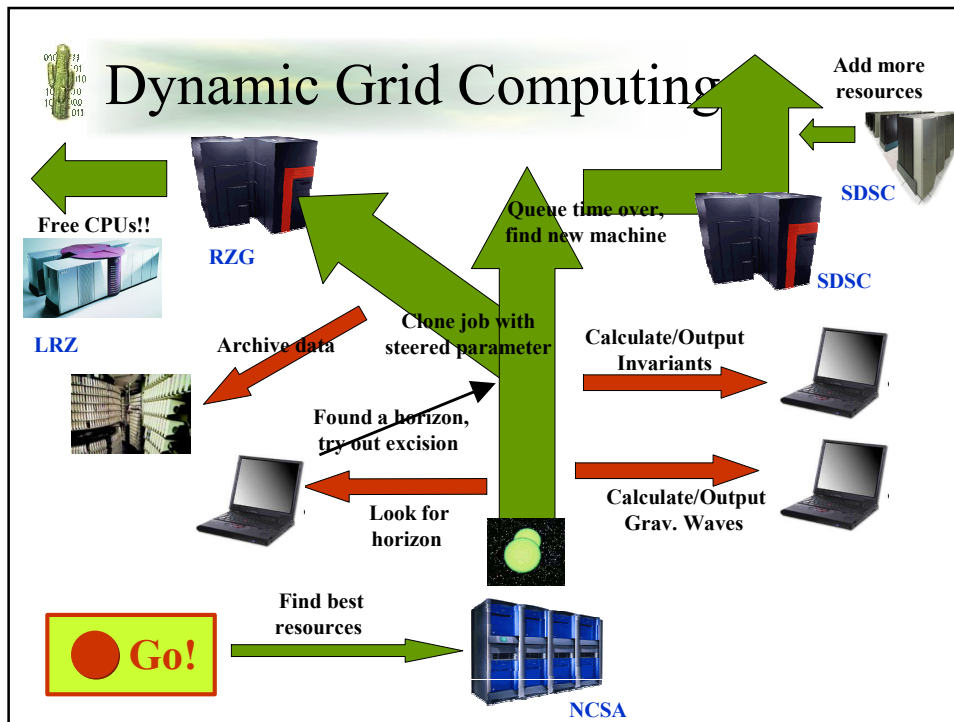 Dynamic Grid Computing
Add more
resources
SDSC
Queue time over,
find new machine
SDSC
Free CPUs!!
RZG
LRZ
Clone job with
steered parameter
Archive data
Calculate/Output
Invariants
Found a horizon,
try out excision
Look for
horizon
Calculate/Output
Grav. Waves
Find best
resources
Go!
NCSA